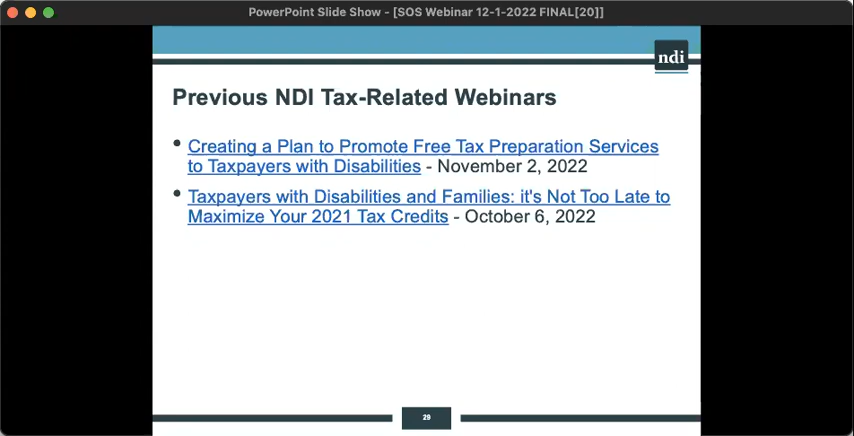 PowerPoint Slide Show - [SOS Webinar 12-1-2022 FINAL[20]]
ndi
Previous NDI Tax-Related Webinars
• Creating a Plan to Promote Free Tax Preparation Services
to Taxpayers with Disabilities - November 2, 2022
• Taxpayers with Disabilities and Families: it's Not Too Late to
Maximize Your 2021 Tax Credits - October 6, 2022
29